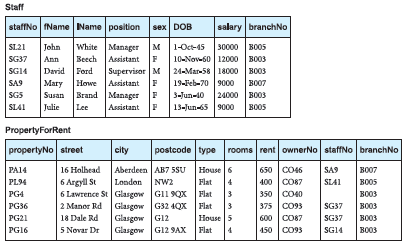 Staff
staffNo fName lName position sex DOB salary branchNo
SL21 John White Manager M 1-Oct-45 30000 B005
SG37 Ann Beech Assistant F 10-Nov-60 12000 B003
SG14 David Ford Supervisor M 24-Mar-58 18000 B003
SA9 Mary Howe Assistant F 19-Feb-70 9000 B007
SG5 Susan Brand Manager F 3-Jun-40 24000 B003
SL41 Julie Lee Assistant F 13-Jun-65 9000 B005
PropertyForRent
propertyNo street city postcode type rooms rent ownerNo staffNo branchNo
PA14 16 Holhead Aberdeen AB7 5SU House 6 650 CO46 SA9 B007
PL94 6 Argyll St London NW2 Flat 4 400 CO87 SL41 B005
PG4 6 Lawrence St Glasgow G11 9QX Flat 3 350 CO40 B003
PG36 2 Manor Rd Glasgow G32 4QX Flat 3 375 CO93 SG37 B003
PG21 18 Dale Rd Glasgow G12 House 5 600 CO87 SG37 B003
PG16 5 Novar Dr Glasgow G12 9AX Flat 4 450 CO93 SG14 B003